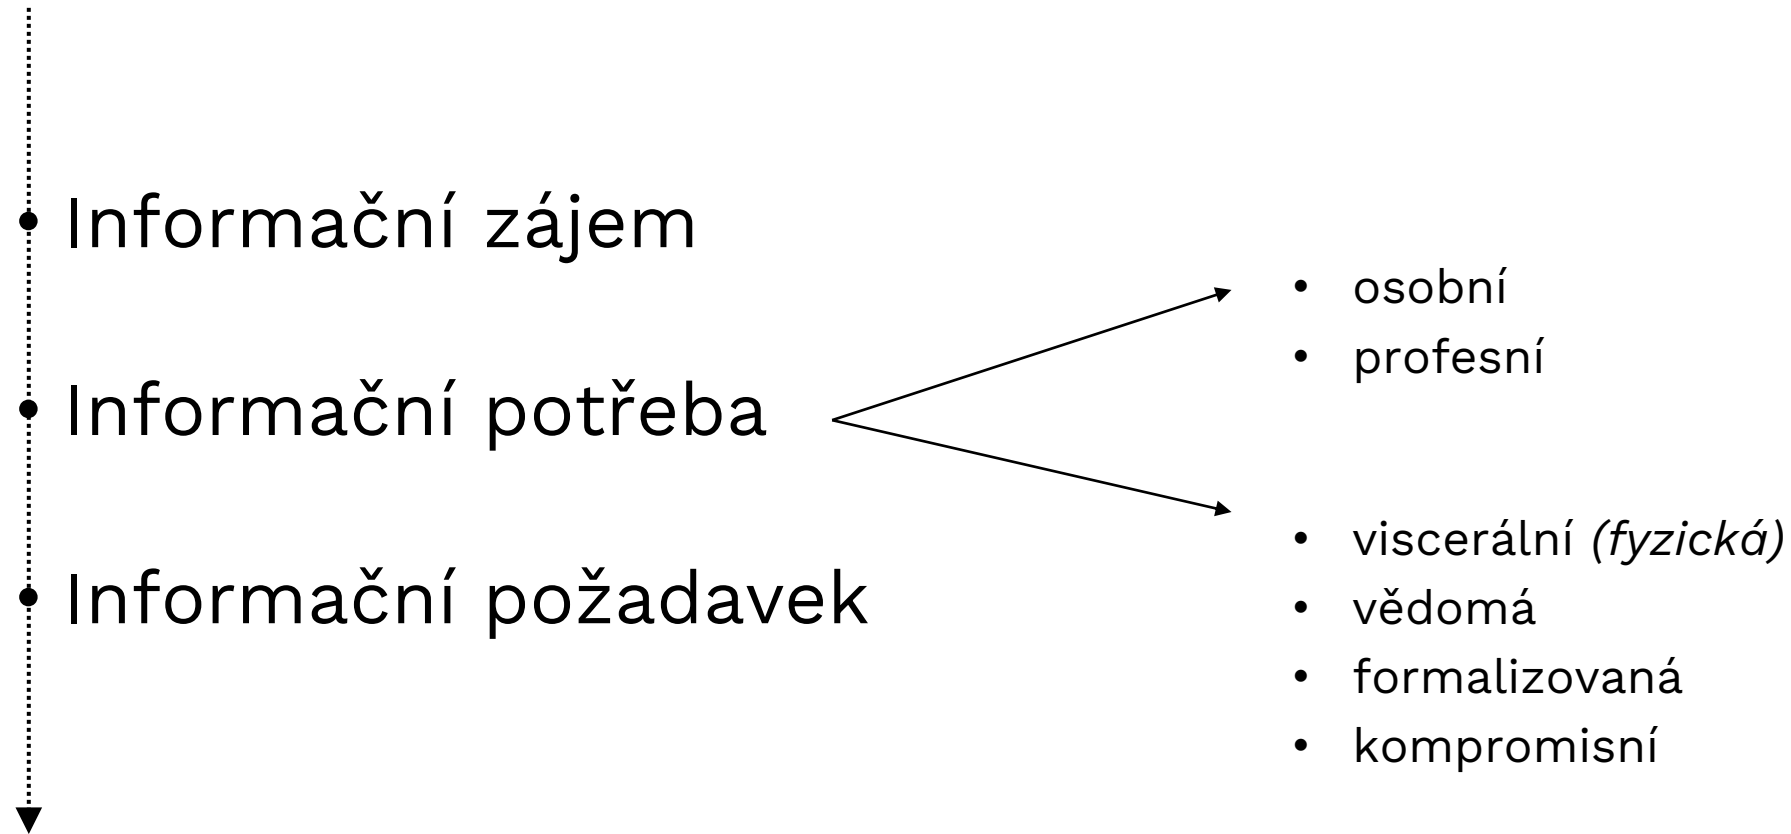 Informační zájem
Informační potřeba
Informační požadavek
• osobní
• profesní
• viscerální (fyzická)
• vědomá
• formalizovaná
• kompromisní